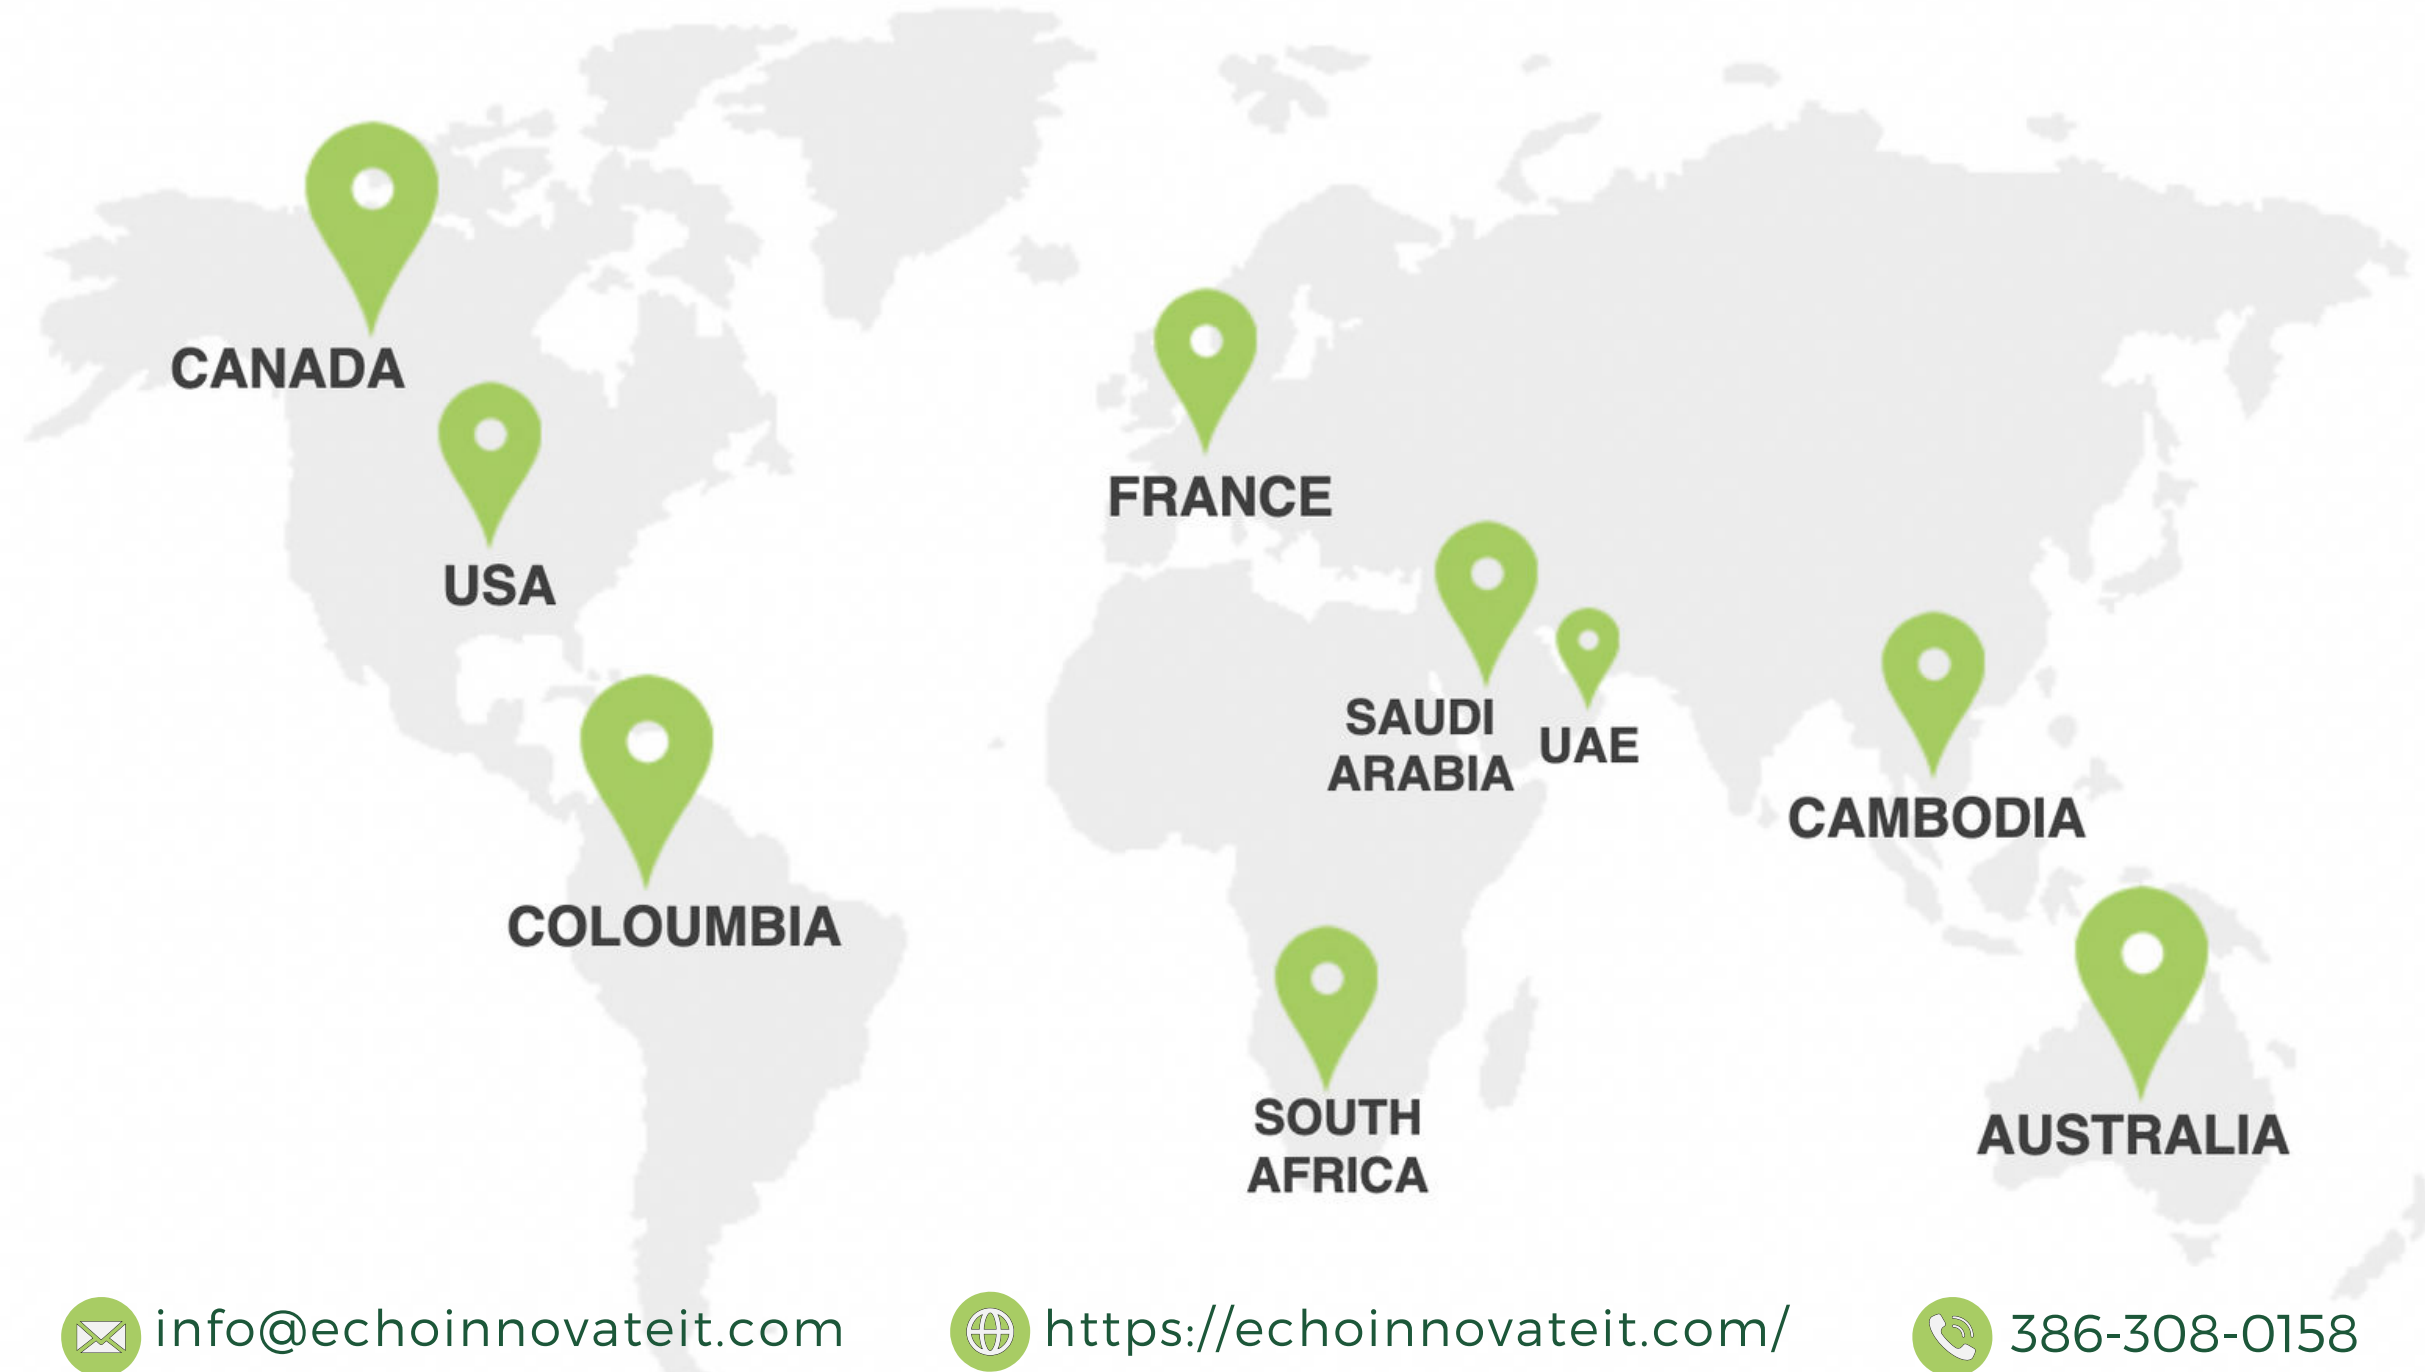 CANADA
USA
FRANCE
SAUDI
ARABIA
UAE
CAMBODIA
COLOUMBIA
SOUTH
AFRICA
AUSTRALIA
info@echoinnovateit.com
https://echoinnovateit.com/
386-308-0158